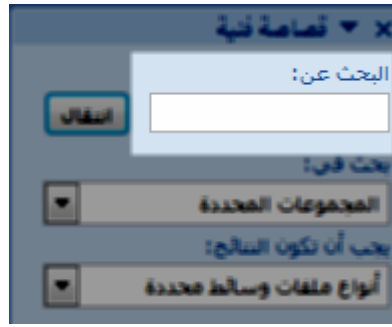 قصاصة فنية
البحث عن:
انتقال
بحث في:
المجموعات المحددة
يجب أن تكون النتائج:
أنواع ملفات وسائط محددة